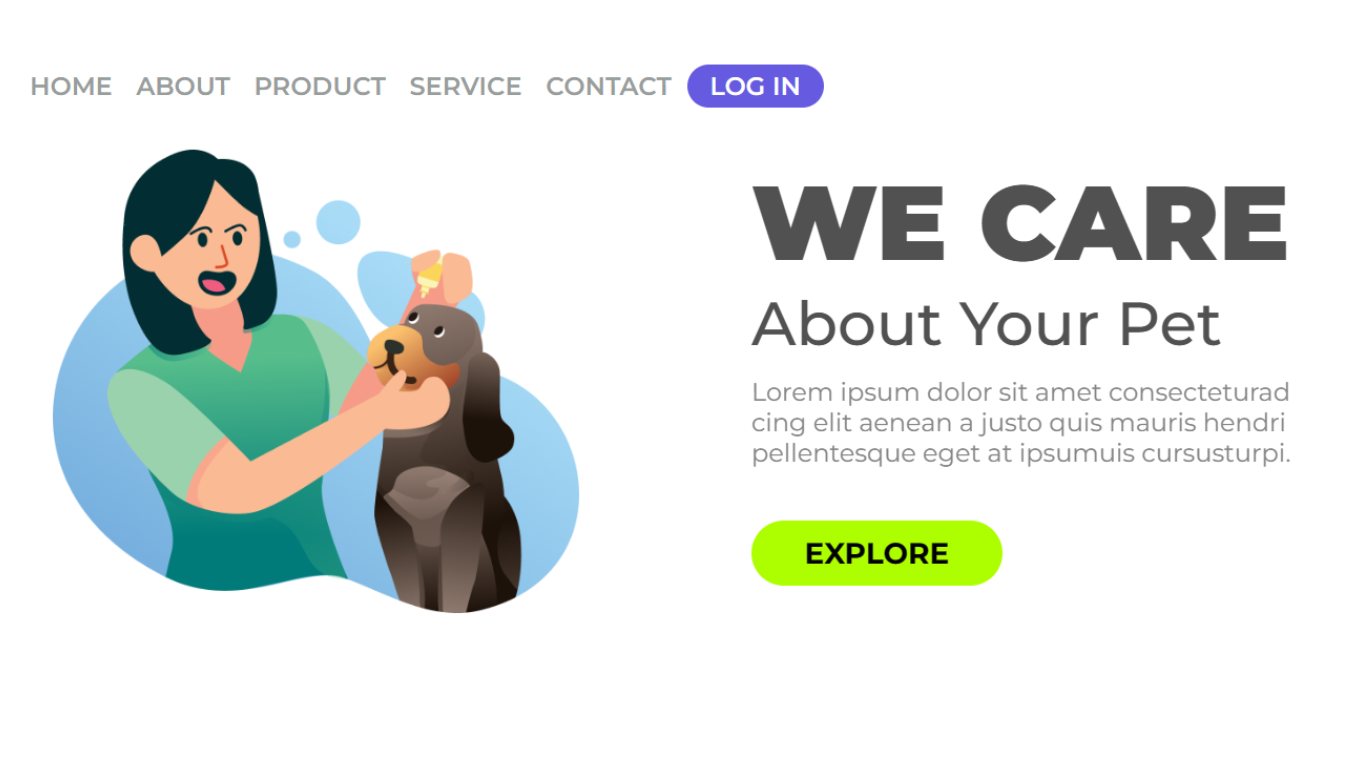 HOME ABOUT PRODUCT SERVICE CONTACT LOG IN
WE CARE
About Your Pet
Lorem ipsum dolor sit amet consecteturad
cing elit aenean a justo quis mauris hendri
pellentesque eget at ipsumuis cursusturpi.
EXPLORE